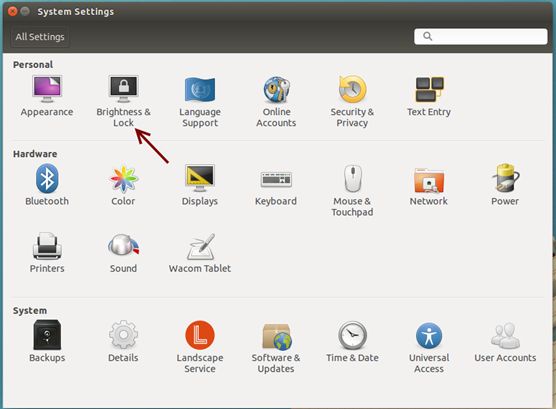 System Settings
All Settings
Personal
Appearance
Brightness &
Lock
Language
Support
Online
Accounts
Security &
Privacy
Text Entry
Hardware
Bluetooth
Color
Displays
Keyboard
Mouse &
Touchpad
Network
Power
Printers
Sound
Wacom Tablet
System
Backups
Details
Landscape
Service
Software &
Updates
Time & Date
Universal
Access
User Accounts